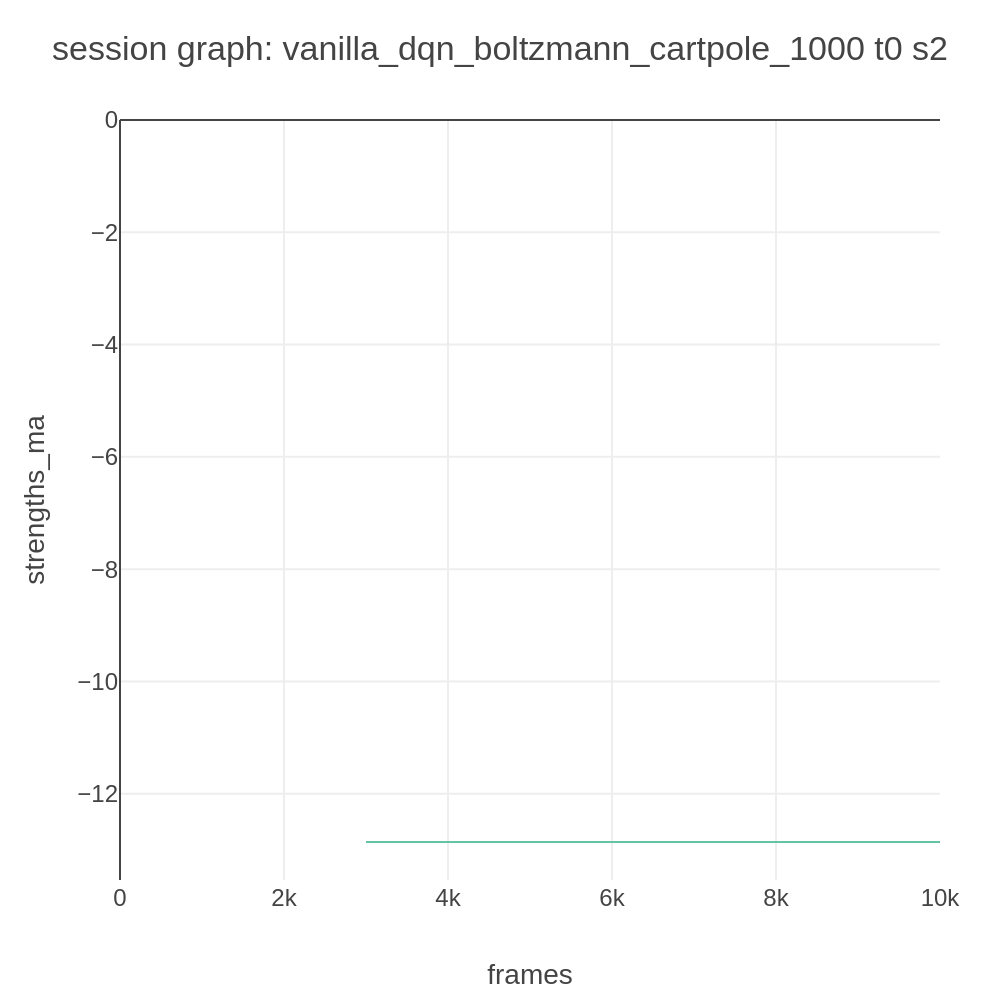 session graph: vanilla_dqn_boltzmann_cartpole_1000 t0 s2
0
−2
−4
−6
−8
−10
−12
strengths_ma
0 2k 4k 6k 8k 10k
frames